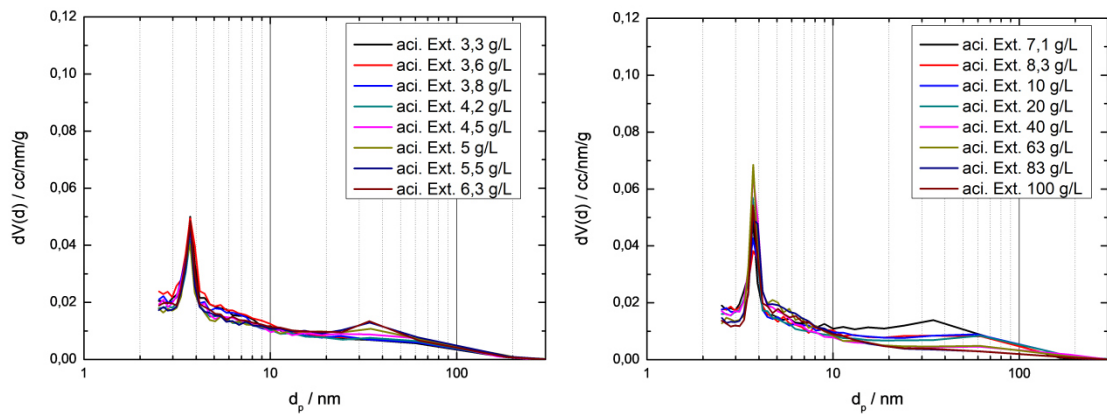 0,12
0,10
0,08
0,06
0,04
0,02
0,00
dV(d) / cc/nm/g
aci. Ext. 3,3 g/L
aci. Ext. 3,6 g/L
aci. Ext. 3,8 g/L
aci. Ext. 4,2 g/L
aci. Ext. 4,5 g/L
aci. Ext. 5 g/L
aci. Ext. 5,5 g/L
aci. Ext. 6,3 g/L
1 10 100
dp / nm
0,12
0,10
0,08
0,06
0,04
0,02
0,00
dV(d) / cc/nm/g
aci. Ext. 7,1 g/L
aci. Ext. 8,3 g/L
aci. Ext. 10 g/L
aci. Ext. 20 g/L
aci. Ext. 40 g/L
aci. Ext. 63 g/L
aci. Ext. 83 g/L
aci. Ext. 100 g/L
1 10 100
dp / nm